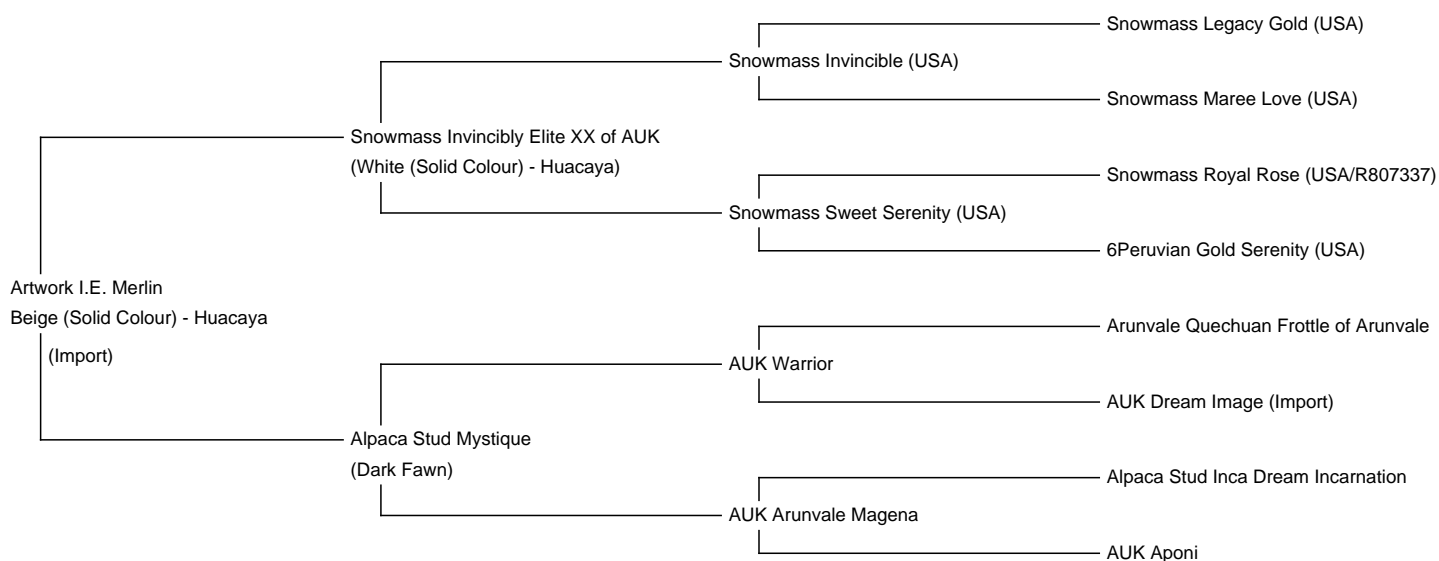 Snowmass Legacy Gold (USA)
Snowmass Invincible (USA)
Snowmass Maree Love (USA)
Snowmass Invincibly Elite XX of AUK
(White (Solid Colour) - Huacaya)
Snowmass Royal Rose (USA/R807337)
Snowmass Sweet Serenity (USA)
6Peruvian Gold Serenity (USA)
Artwork I.E. Merlin
Beige (Solid Colour) - Huacaya
(Import)
Arunvale Quechuan Frottle of Arunvale
AUK Warrior
AUK Dream Image (Import)
Alpaca Stud Mystique
(Dark Fawn)
Alpaca Stud Inca Dream Incarnation
AUK Arunvale Magena
AUK Aponi